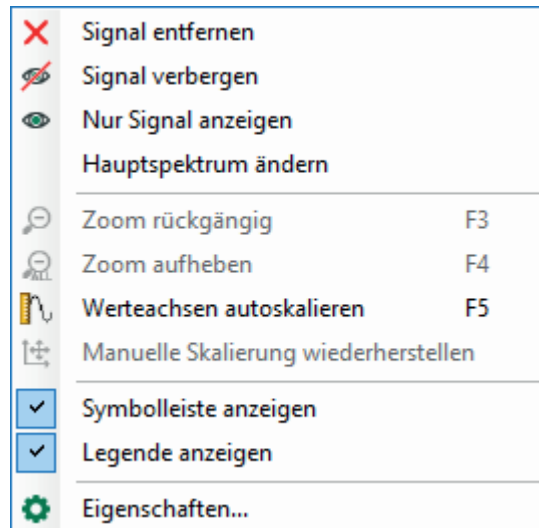 Signal entfernen
Signal verbergen
Nur Signal anzeigen
Hauptspektrum ändern
Zoom rückgängig F3
ALL Zoom aufheben F4
Werteachsen autoskalieren F5
Manuelle Skalierung wiederherstellen
Symbolleiste anzeigen
Legende anzeigen
Eigenschaften...